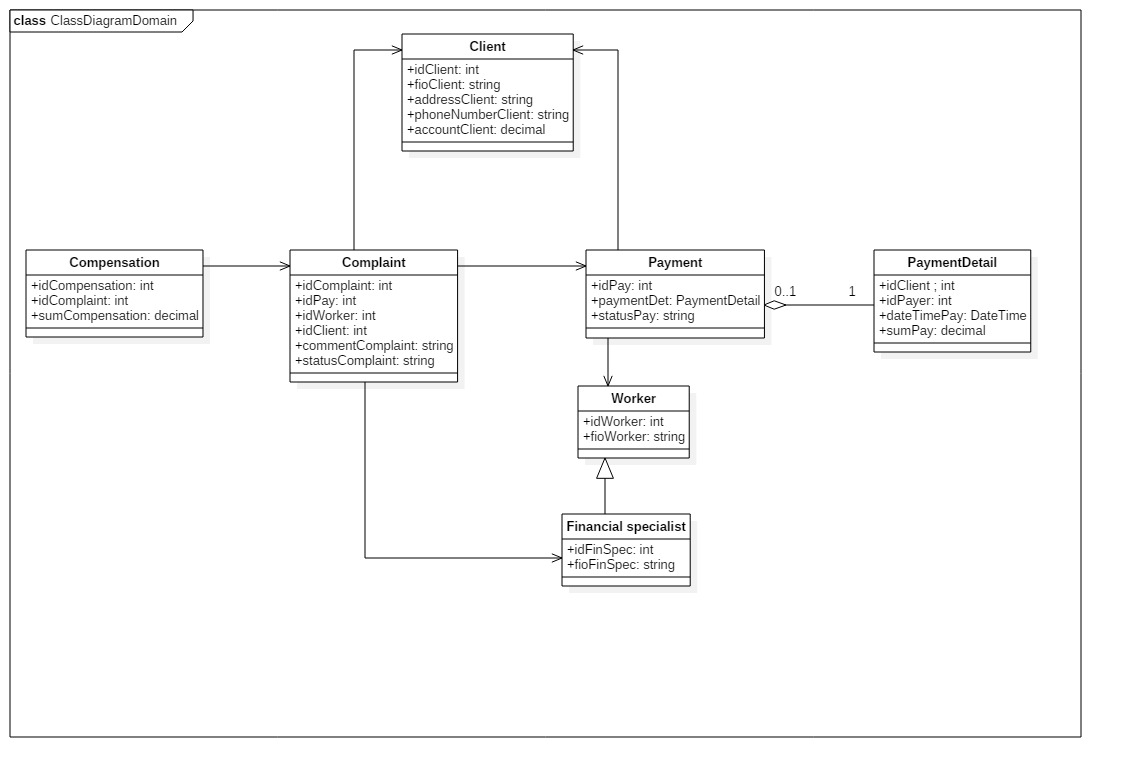 class ClassDiagramDomain
Client
+idClient: int
+fioClient: string
+addressClient: string
+phoneNumberClient: string
+accountClient: decimal
Compensation
+idCompensation: int
+idComplaint: int
+sumCompensation: decimal
Complaint
+idComplaint: int
+idPay: int
+idWorker: int
+idClient: int
+commentComplaint: string
+statusComplaint: string
Payment
+idPay: int
+paymentDet: PaymentDetail
+statusPay: string
0..1
1
PaymentDetail
+idClient ; int
+idPayer: int
+dateTimePay: DateTime
+sumPay: decimal
Worker
+idWorker: int
+fioWorker: string
Financial specialist
+idFinSpec: int
+fioFinSpec: string